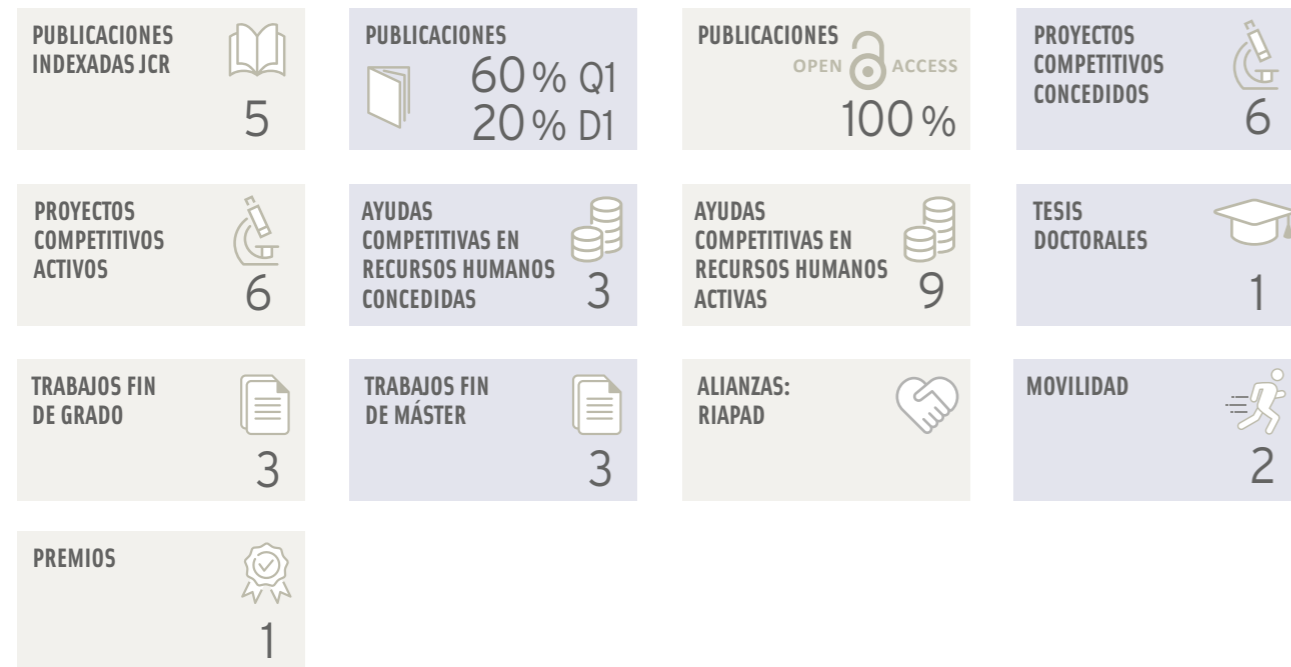 PUBLICACIONES
INDEXADAS JCR
5
PUBLICACIONES
60% Q1
20% D1
PUBLICACIONES
OPEN ACCESS
100%
PROYECTOS
COMPETITIVOS
CONCEDIDOS
6
PROYECTOS
COMPETITIVOS
ACTIVOS
6
AYUDAS
COMPETITIVAS EN
RECURSOS HUMANOS
CONCEDIDAS
3
AYUDAS
COMPETITIVAS EN
RECURSOS HUMANOS
ACTIVAS
9
TESIS
DOCTORALES
1
TRABAJOS FIN
DE GRADO
3
TRABAJOS FIN
DE MÁSTER
3
ALIANZAS:
RIAPAD
MOVILIDAD
2
PREMIOS
1